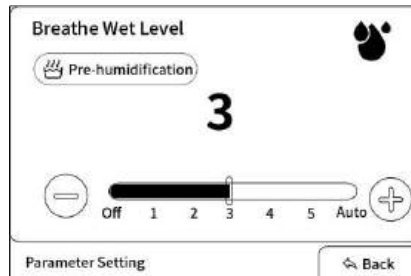 Breathe Wet Level
Pre-humidification
3
Off 1 2 3 4 5 Auto
Parameter Setting
Back